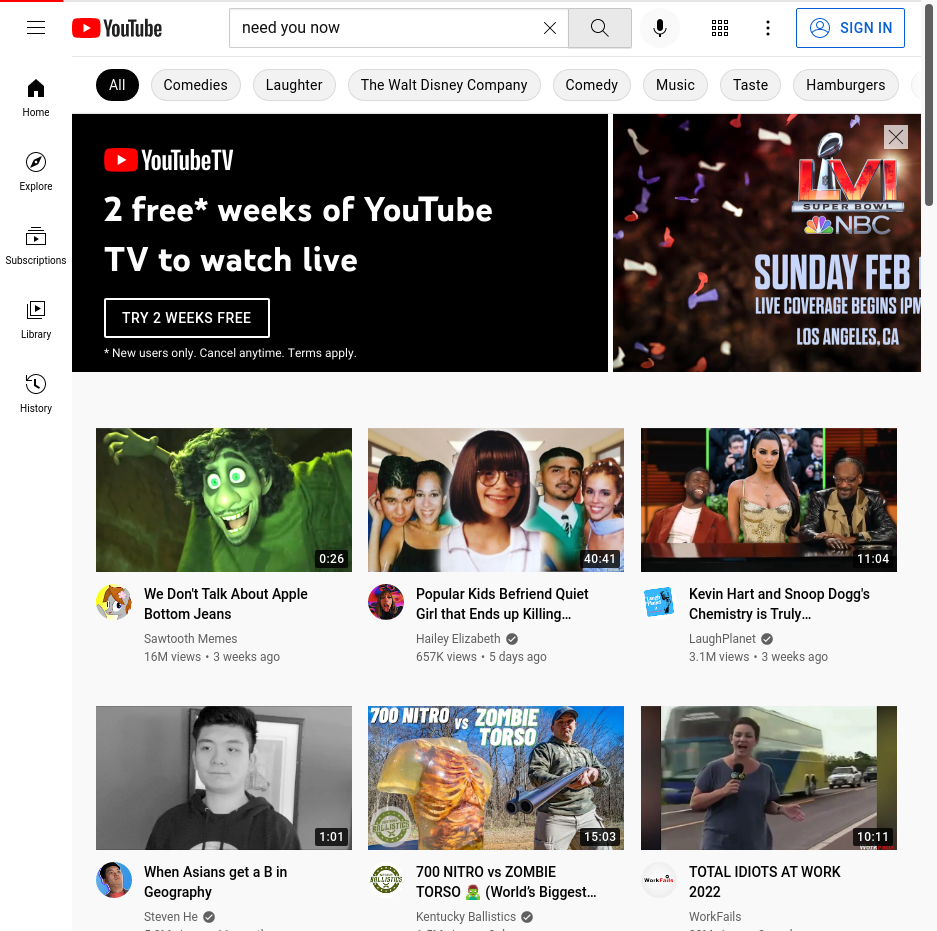 YouTube
need you now
SIGN IN
All
Comedies
Laughter
The Walt Disney Company
Comedy
Music
Taste
Hamburgers
Home
Explore
Subscriptions
Library
History
YouTubeTV
2 free* weeks of YouTube
TV to watch live
TRY 2 WEEKS FREE
* New users only. Cancel anytime. Terms apply.
LVI
SUPER BOWL
NBC
SUNDAY FEB
LIVE COVERAGE BEGINS 1PM
LOS ANGELES, CA
0:26
40:41
11:04
We Don't Talk About Apple
Bottom Jeans
Sawtooth Memes
16M views • 3 weeks ago
Popular Kids Befriend Quiet
Girl that Ends up Killing…
Hailey Elizabeth
657K views • 5 days ago
Laugh Planet
Kevin Hart and Snoop Dogg's
Chemistry is Truly…
LaughPlanet
3.1M views • 3 weeks ago
1:01
700 NITRO VS ZOMBIE
TORSO
BALLISTICS
15:03
10:11
When Asians get a B in
Geography
Steven He
BALLISTICS
700 NITRO vs ZOMBIE
TORSO 🧟‍♂️ (World's Biggest…
Kentucky Ballistics
WorkFails
TOTAL IDIOTS AT WORK
2022
WorkFails